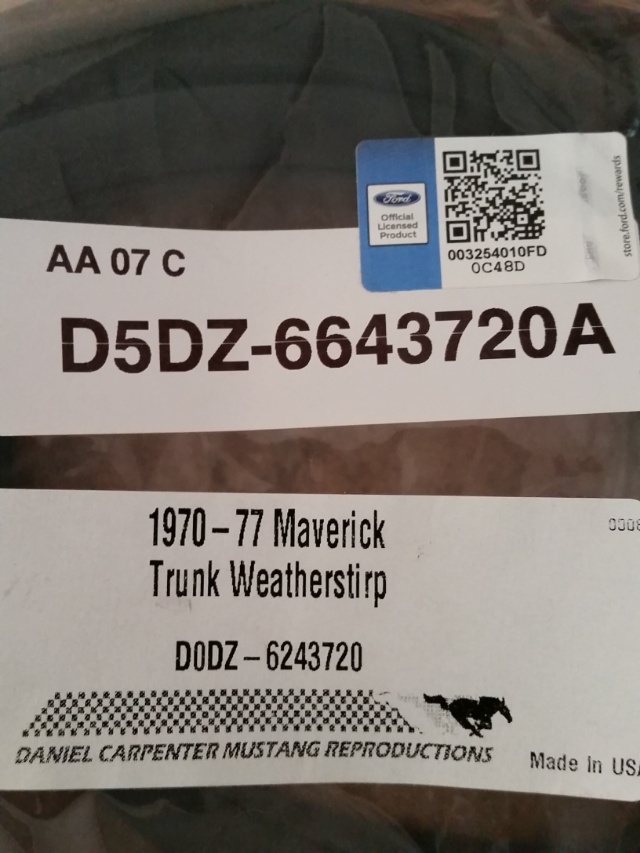 Ford
Official
Licensed
Product
003254010FD
0C48D
store.ford.com/rewards
AA 07 C
D5DZ-6643720A
1970-77 Maverick
Trunk Weatherstirp
D0DZ-6243720
DANIEL CARPENTER MUSTANG REPRODUCTIONS
Made In USA